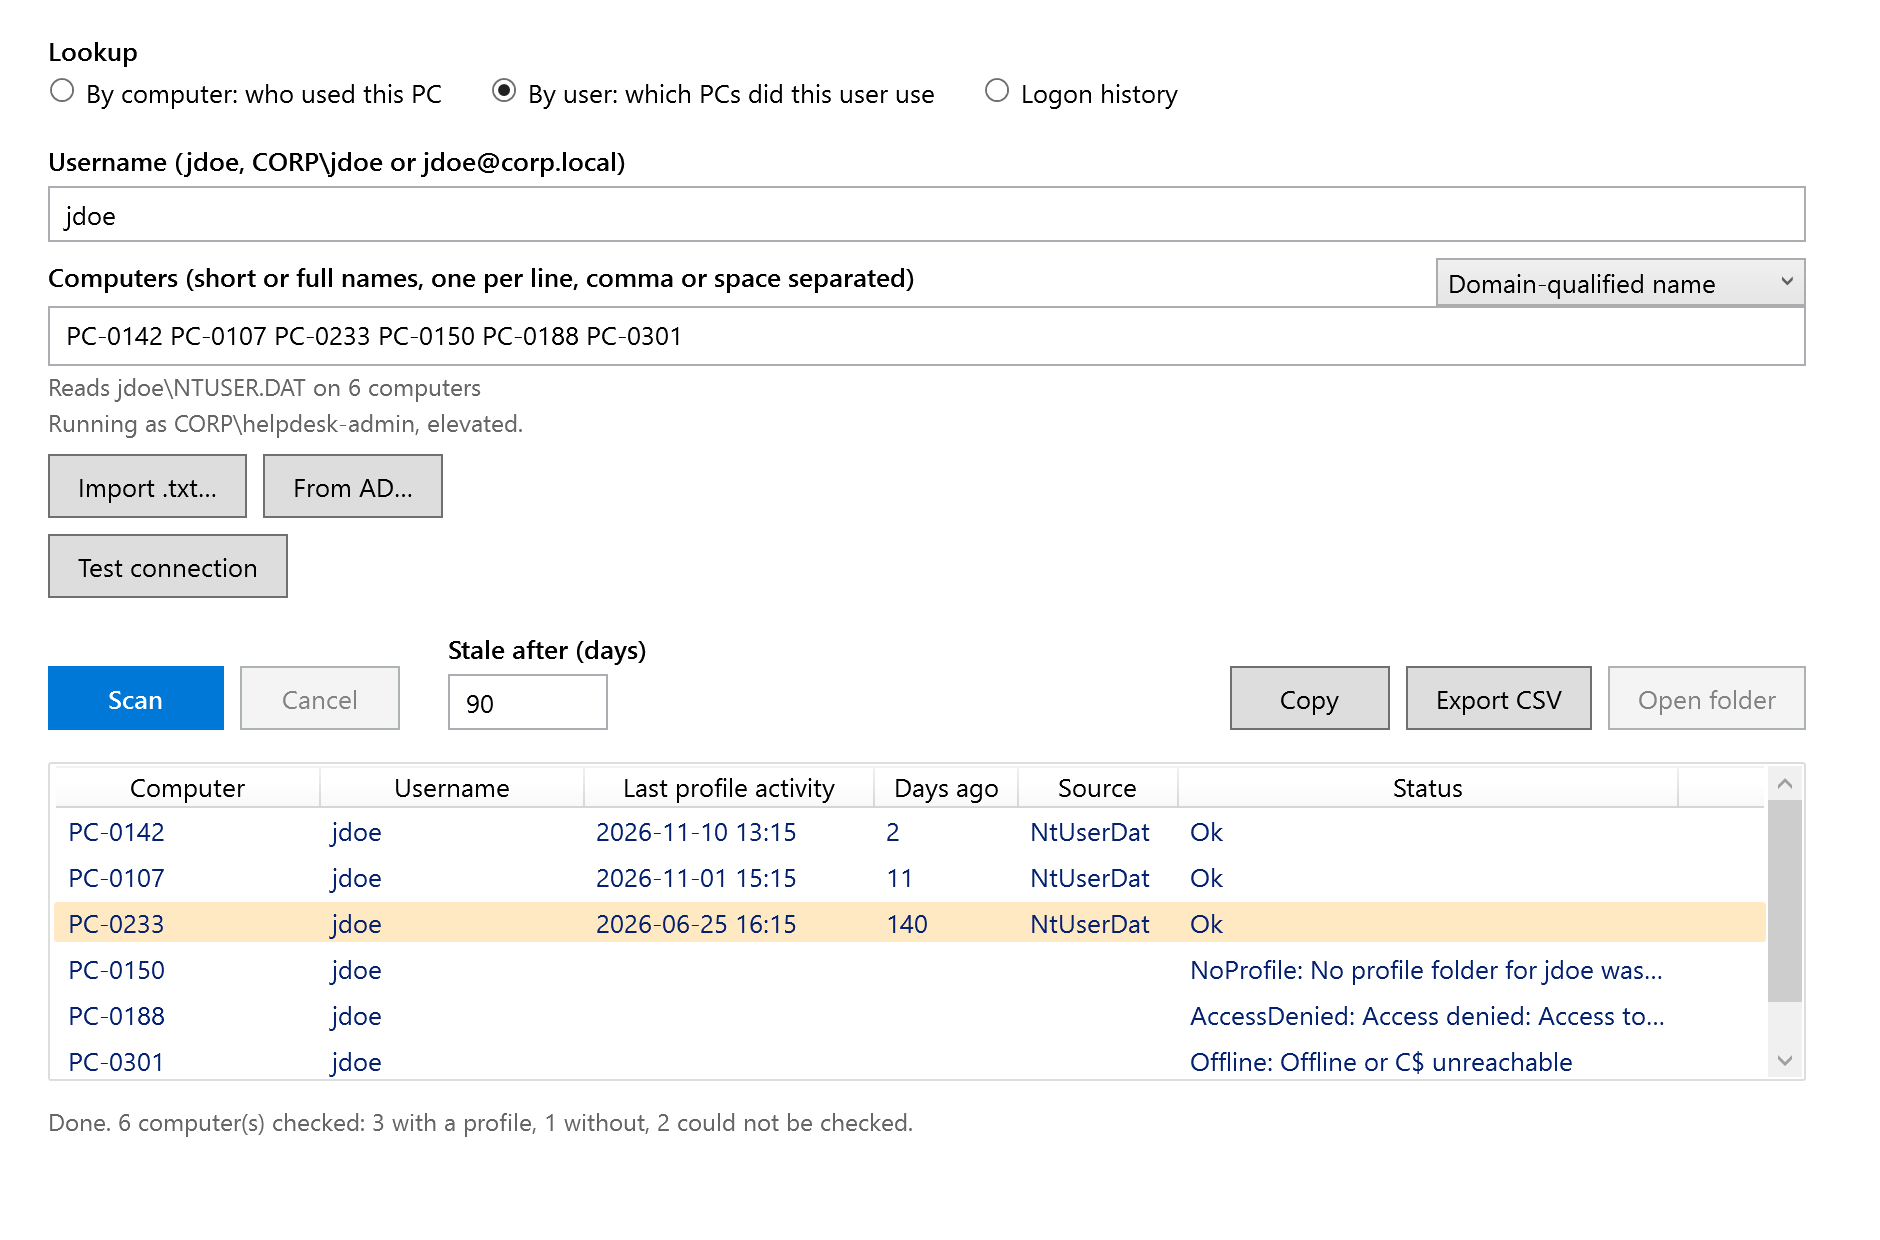 Lookup
By computer: who used this PC By user: which PCs did this user use Logon history
Username (jdoe, CORP\jdoe or jdoe@corp.local)
jdoe
Computers (short or full names, one per line, comma or space separated) Domain-qualified name
PC-0142 PC-0107 PC-0233 PC-0150 PC-0188 PC-0301
Reads jdoe\NTUSER.DAT on 6 computers
Running as CORP\helpdesk-admin, elevated.
Import .txt... From AD...
Test connection
Stale after (days)
Scan Cancel 90 Copy Export CSV Open folder
Computer Username Last profile activity Days ago Source Status
PC-0142 jdoe 2026-11-10 13:15 2 NtUserDat Ok
PC-0107 jdoe 2026-11-01 15:15 11 NtUserDat Ok
PC-0233 jdoe 2026-06-25 16:15 140 NtUserDat Ok
PC-0150 jdoe NoProfile: No profile folder for jdoe was...
PC-0188 jdoe AccessDenied: Access denied: Access to...
PC-0301 jdoe Offline: Offline or C$ unreachable
Done. 6 computer(s) checked: 3 with a profile, 1 without, 2 could not be checked.